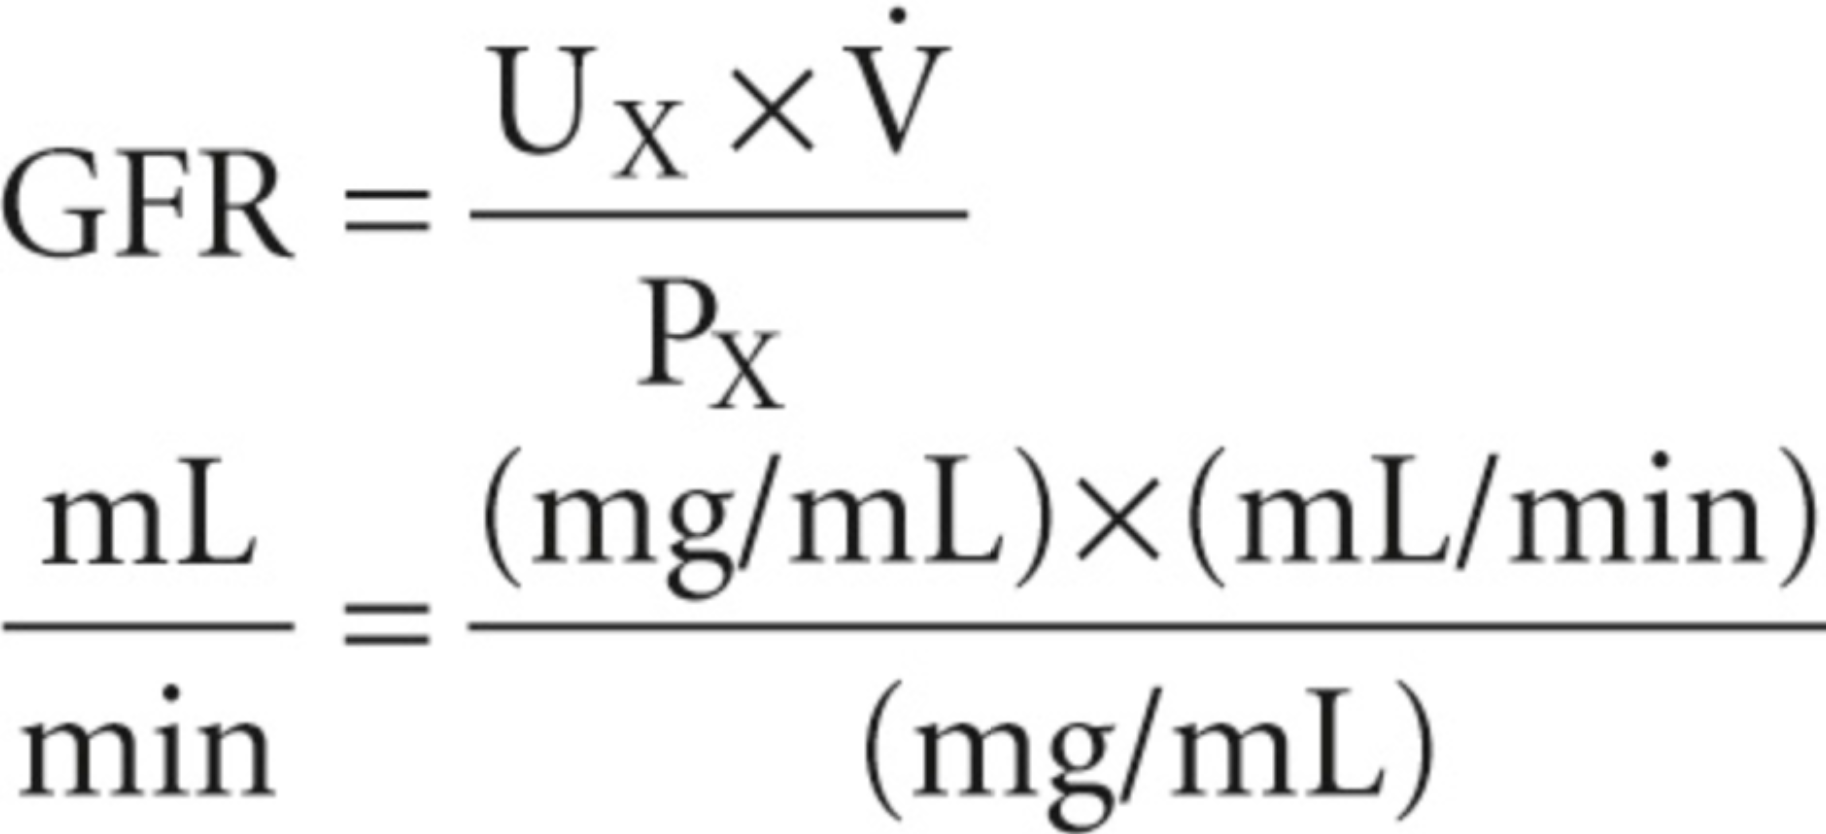 GFR = (U_X × V̇) / P_X
mL/min = ((mg/mL)×(mL/min)) / (mg/mL)